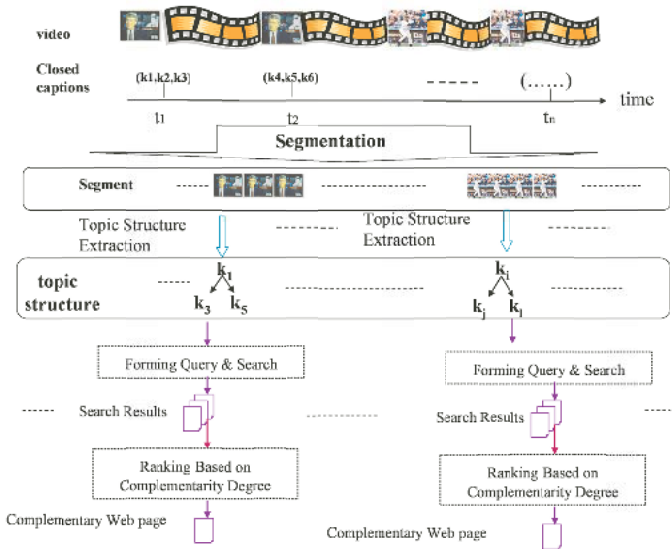 video
Closed
captions
(k1,k2,k3)
(k4,k5,k6)
(......)
time
t1
t2
tn
Segmentation
Segment
Topic Structure
Extraction
Topic Structure
Extraction
topic
structure
k1
k3 k5
ki
kj kl
Forming Query & Search
Forming Query & Search
Search Results
Search Results
Ranking Based on
Complementarity Degree
Ranking Based on
Complementarity Degree
Complementary Web page
Complementary Web page